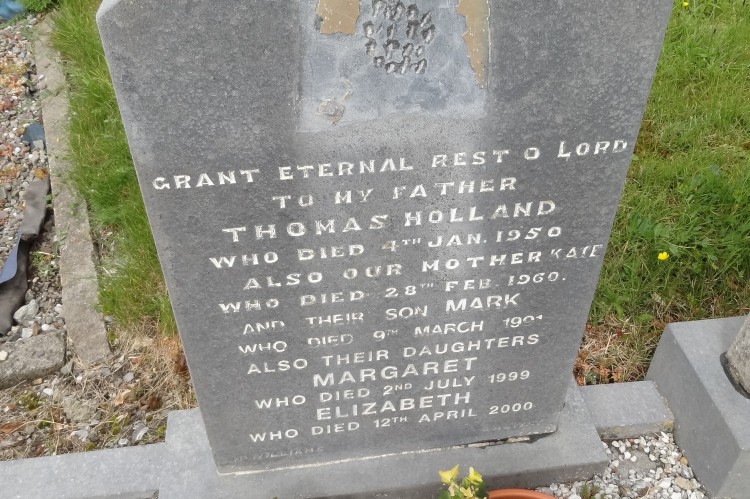 GRANT ETERNAL REST O LORD
TO MY FATHER
THOMAS HOLLAND
WHO DIED 4TH JAN. 1950
ALSO OUR MOTHER KATE
WHO DIED 28TH FEB. 1960.
AND THEIR SON MARK
WHO DIED 9TH MARCH
ALSO THEIR DAUGHTERS
MARGARET
WHO DIED 2ND JULY 1999
ELIZABETH
WHO DIED 12TH APRIL 2000